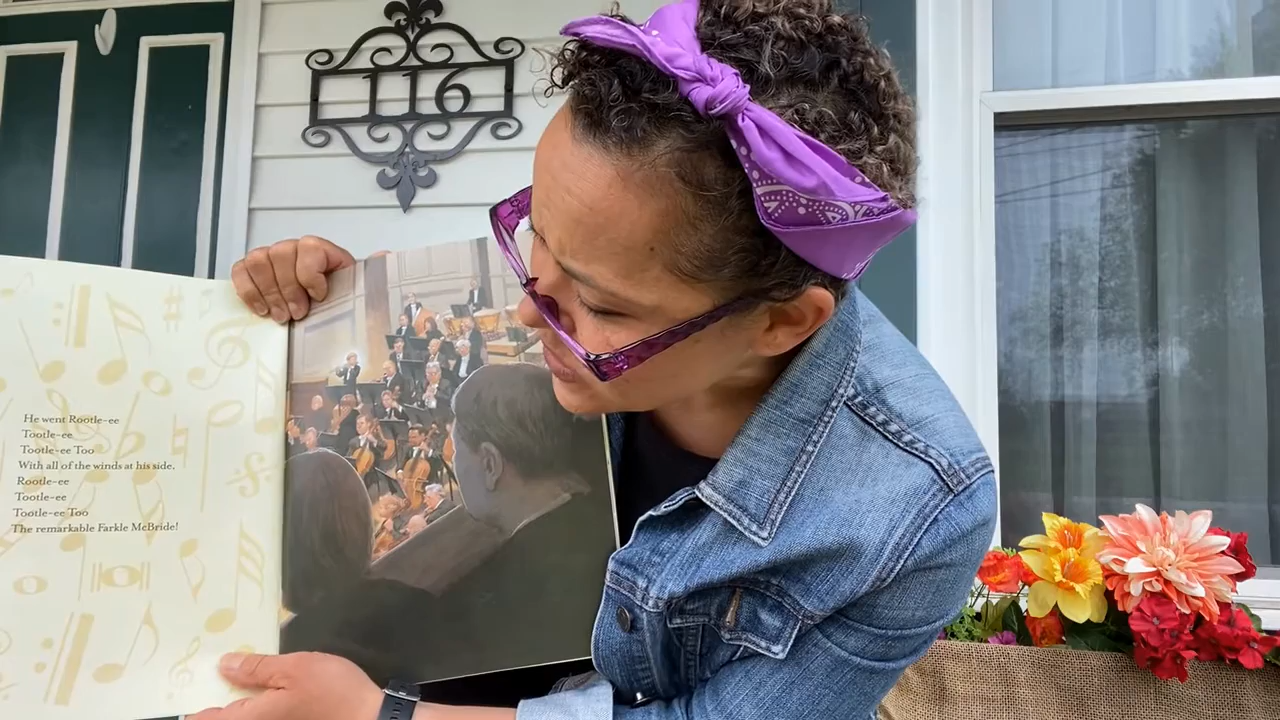 116
He went Rootle-ee
Tootle-ee
Tootle-ee Too
With all of the winds at his side.
Rootle-ee
Tootle-ee
Tootle-ee Too
The remarkable Farkle McBride!